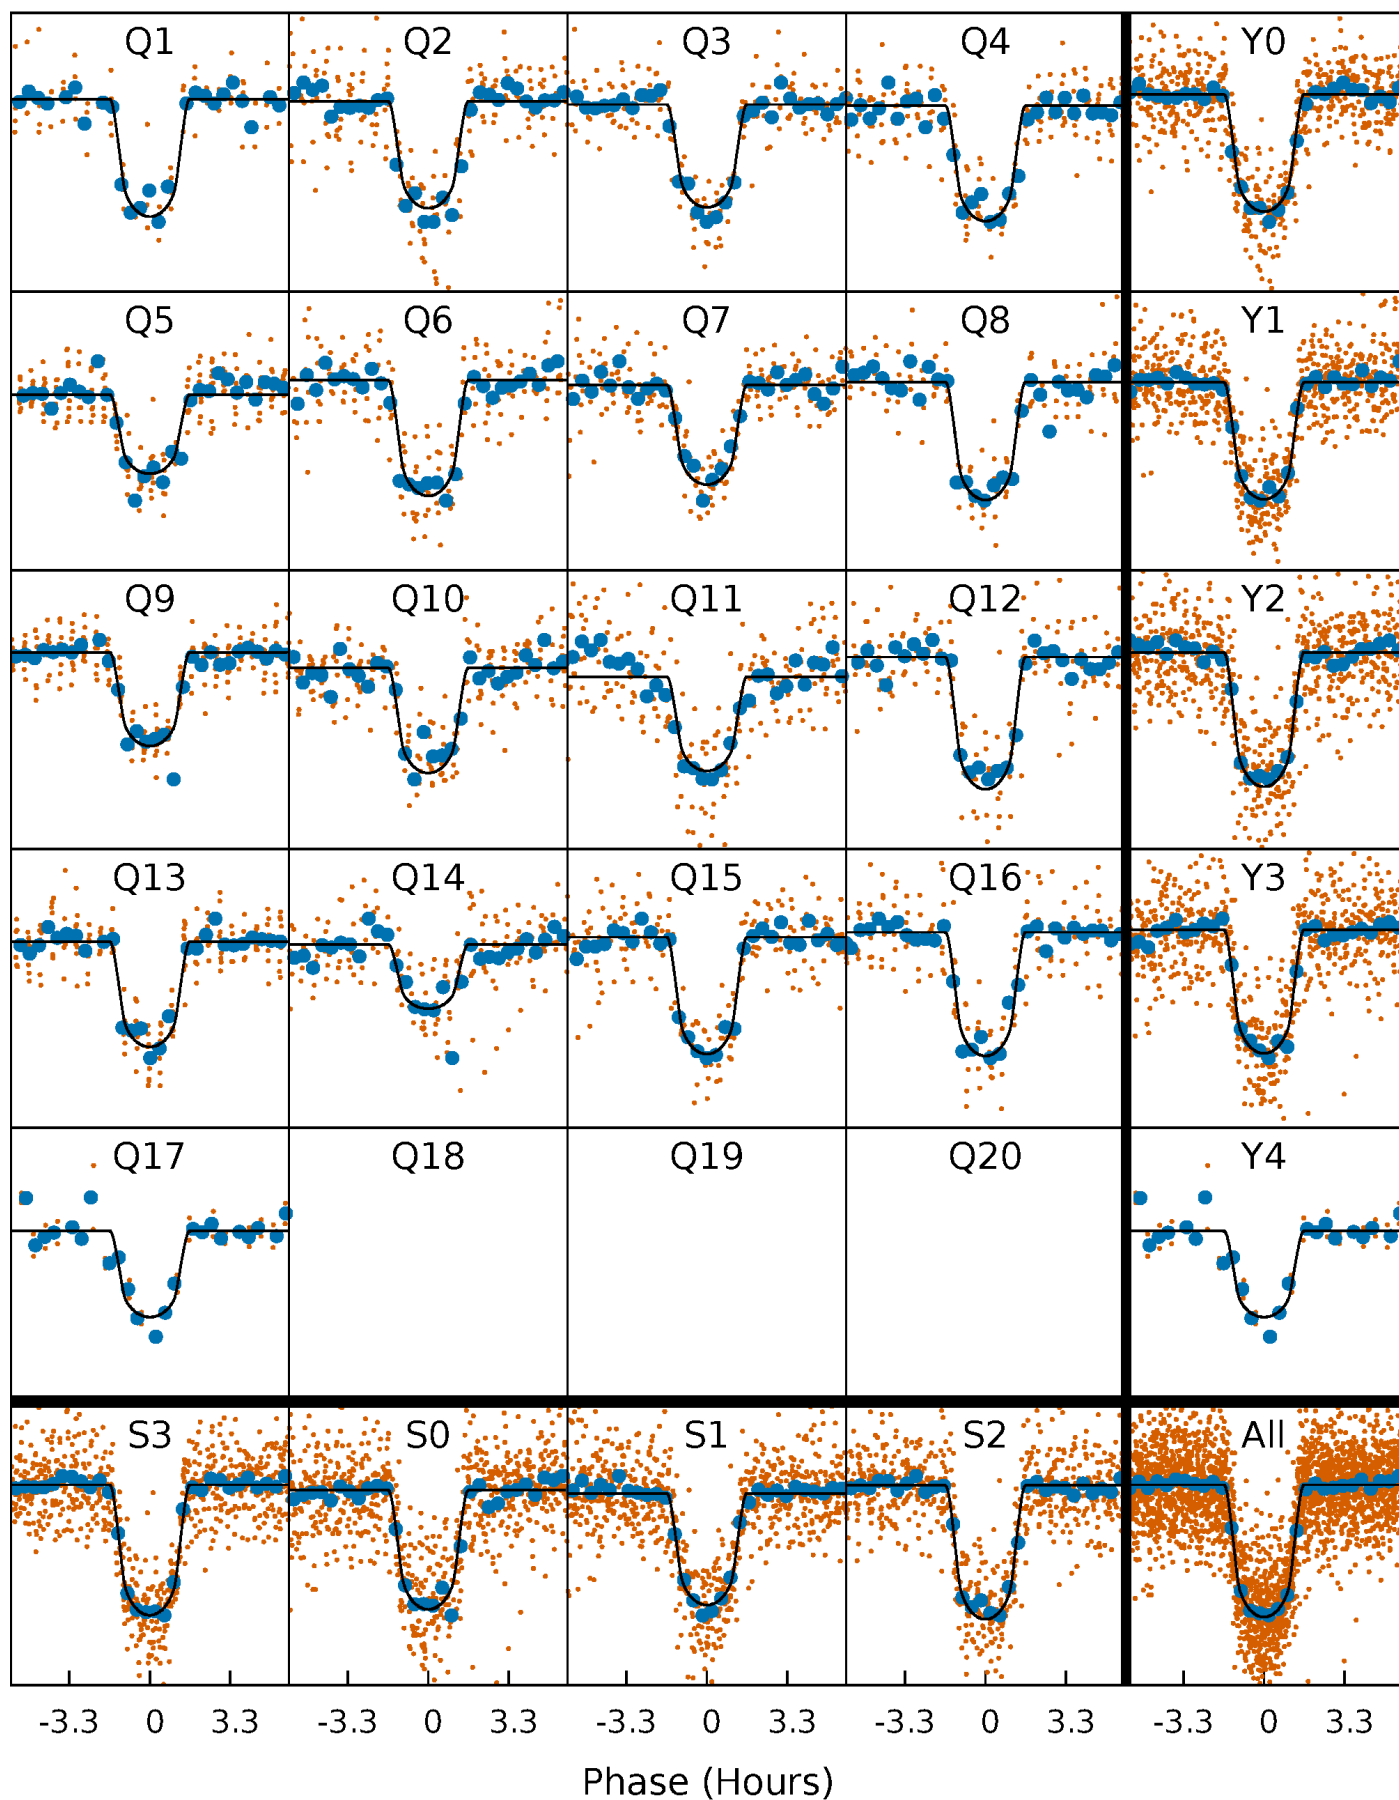 Q1 Q2 Q3 Q4 Y0
Q5 Q6 Q7 Q8 Y1
Q9 Q10 Q11 Q12 Y2
Q13 Q14 Q15 Q16 Y3
Q17 Q18 Q19 Q20 Y4
S3 S0 S1 S2 All
-3.3 0 3.3 -3.3 0 3.3 -3.3 0 3.3 -3.3 0 3.3 -3.3 0 3.3
Phase (Hours)